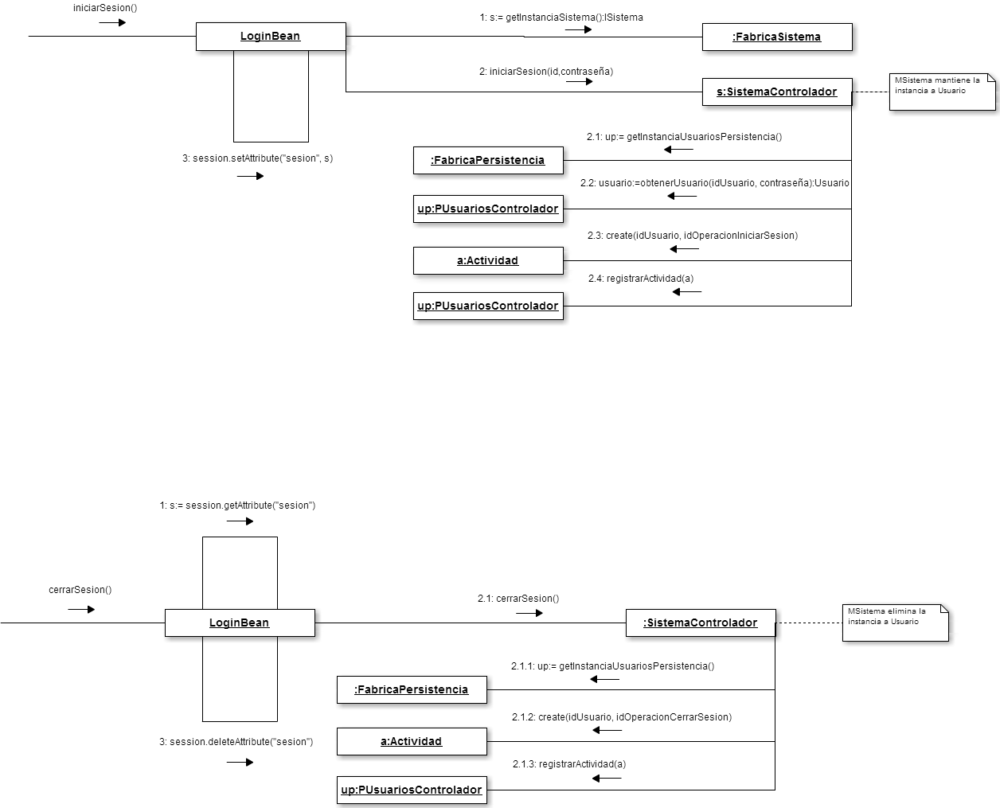 iniciarSesion()
LoginBean
1: s:= getInstanciaSistema():ISistema
:FabricaSistema
2: iniciarSesion(id,contraseña)
s:SistemaControlador
MSistema mantiene la
instancia a Usuario
3: session.setAttribute("sesion", s)
2.1: up:= getInstanciaUsuariosPersistencia()
:FabricaPersistencia
2.2: usuario:=obtenerUsuario(idUsuario, contraseña):Usuario
up:PUsuariosControlador
2.3: create(idUsuario, idOperacionIniciarSesion)
a:Actividad
2.4: registrarActividad(a)
up:PUsuariosControlador
1: s:= session.getAttribute("sesion")
cerrarSesion()
LoginBean
2.1: cerrarSesion()
:SistemaControlador
MSistema elimina la
instancia a Usuario
2.1.1: up:= getInstanciaUsuariosPersistencia()
:FabricaPersistencia
2.1.2: create(idUsuario, idOperacionCerrarSesion)
a:Actividad
3: session.deleteAttribute("sesion")
2.1.3: registrarActividad(a)
up:PUsuariosControlador